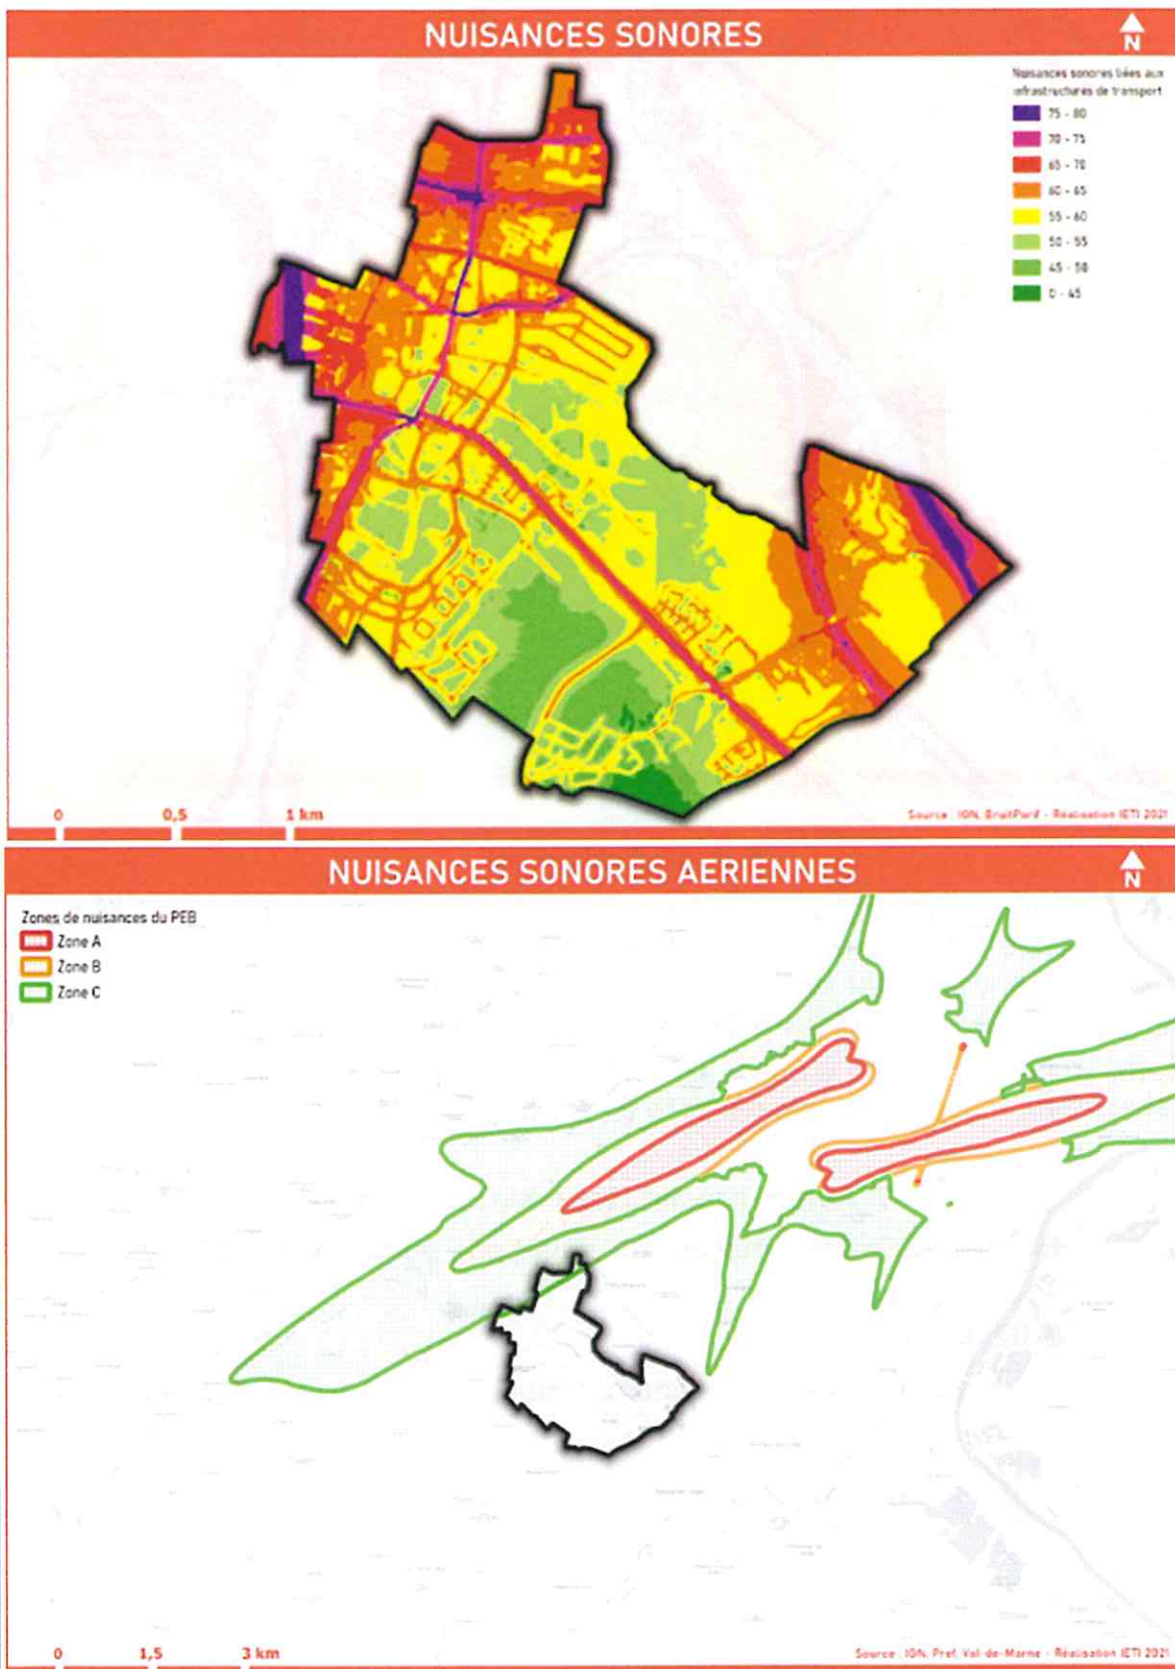 NUISANCES SONORES
N
Nuisances sonores liées aux
infrastructures de transport
75 - 80
70 - 75
65 - 70
60 - 65
55 - 60
50 - 55
45 - 50
0 - 45
0 0,5 1 km
Source : IGN, BruitParif - Réalisation IETI 2021
NUISANCES SONORES AERIENNES
N
Zones de nuisances du PEB
Zone A
Zone B
Zone C
0 1,5 3 km
Source : IGN, Pref. Val-de-Marne - Réalisation IETI 2021